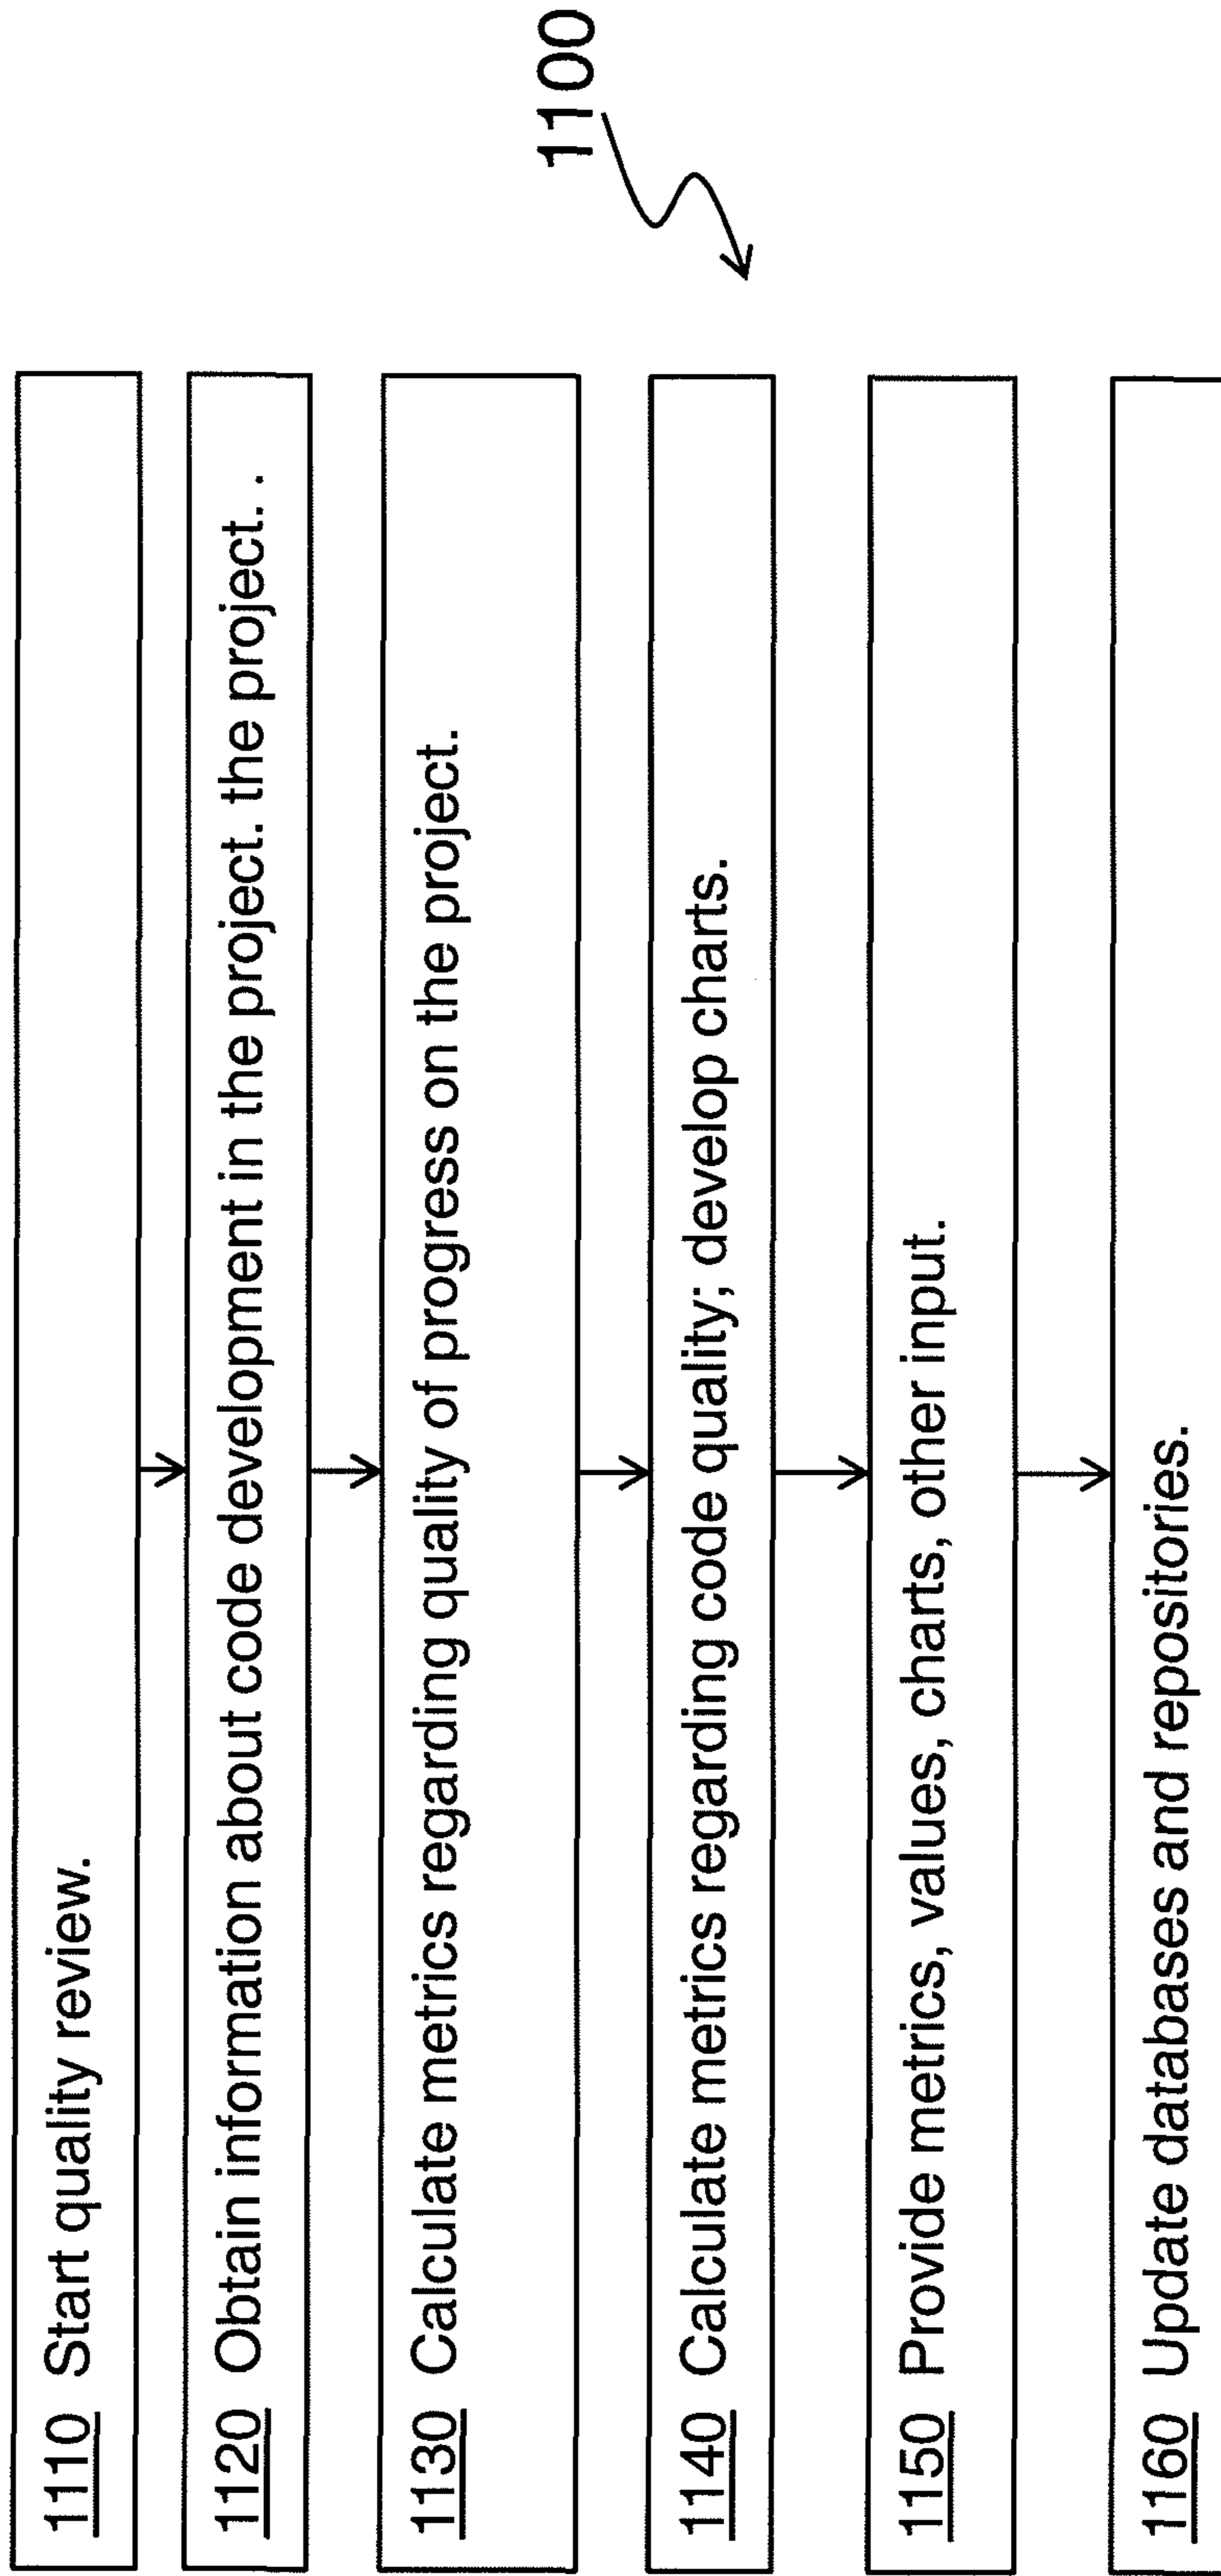 1100
1110 Start quality review.
1120 Obtain information about code development in the project. the project. .
1130 Calculate metrics regarding quality of progress on the project.
1140 Calculate metrics regarding code quality; develop charts.
1150 Provide metrics, values, charts, other input.
1160 Update databases and repositories.